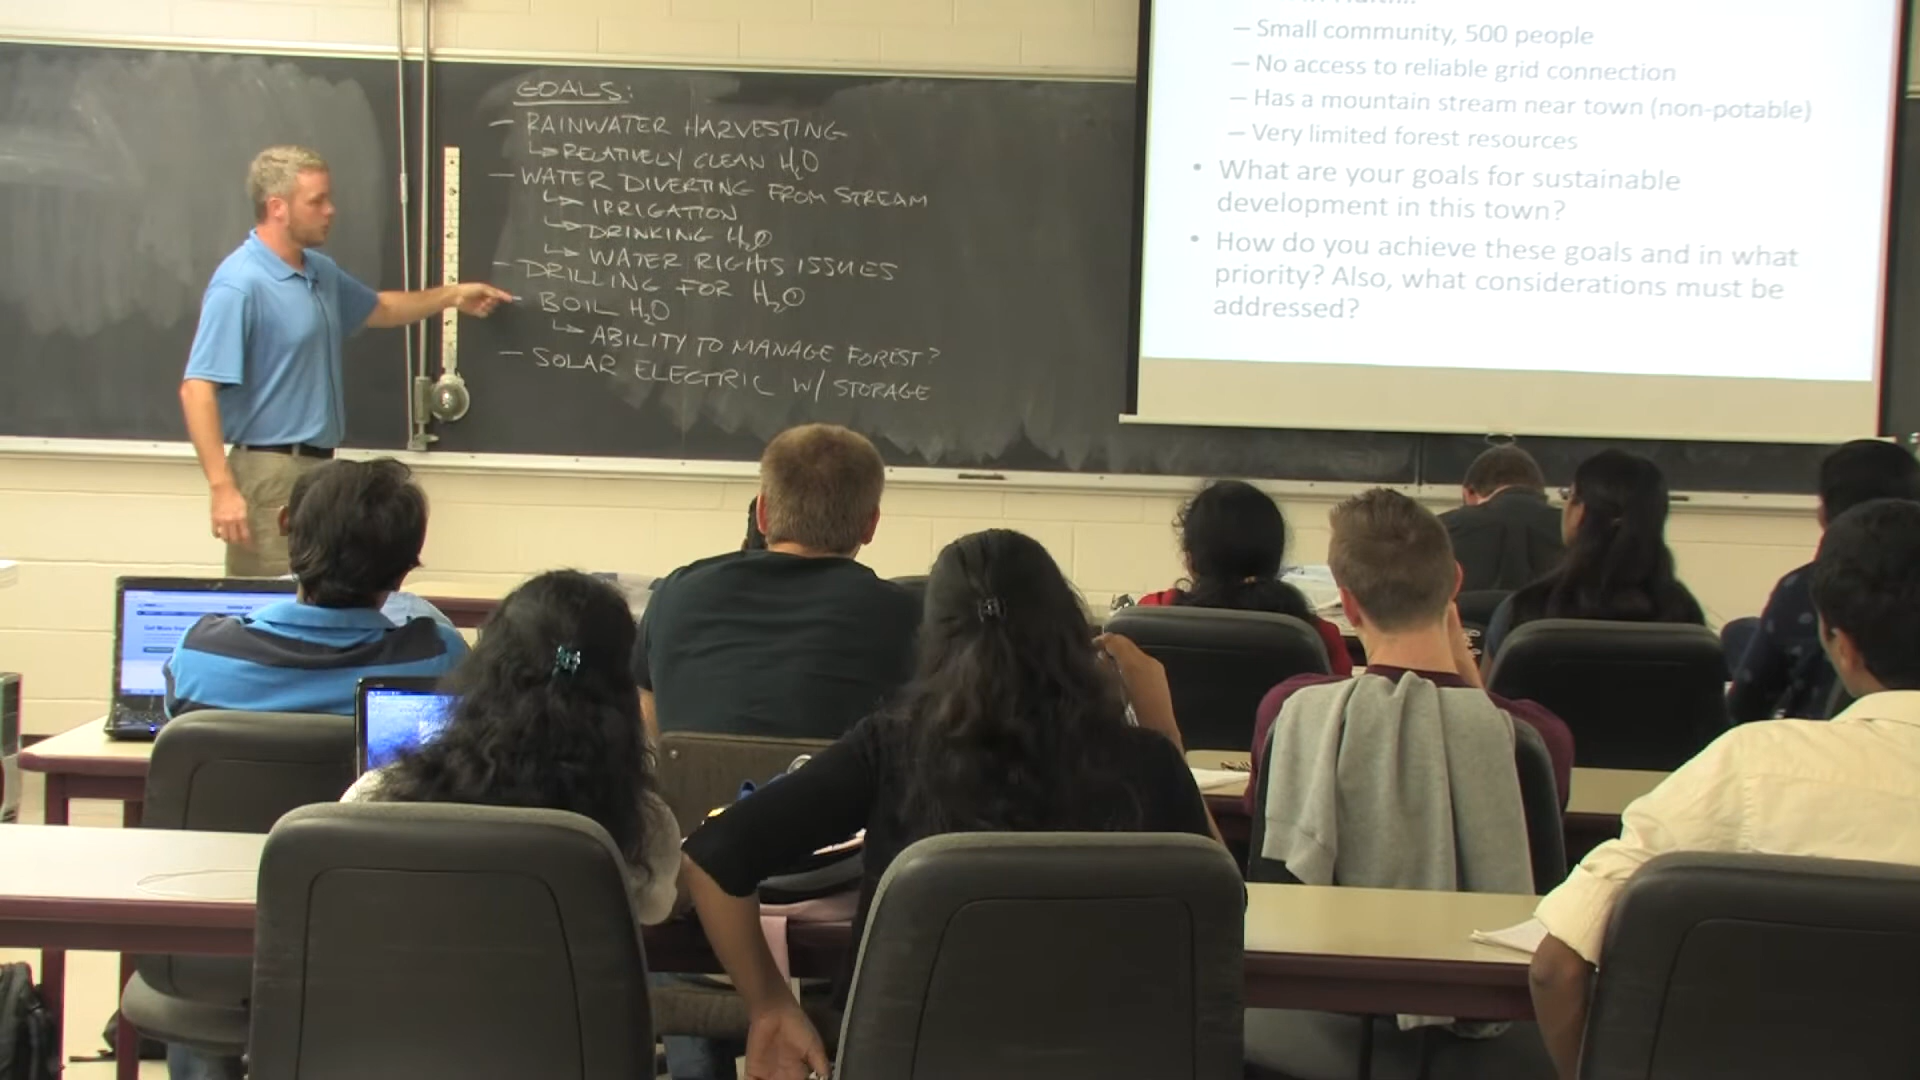 GOALS:
— RAINWATER HARVESTING
↳ RELATIVELY CLEAN H₂O
— WATER DIVERTING FROM STREAM
↳ IRRIGATION
↳ DRINKING H₂O
↳ WATER RIGHTS ISSUES
— DRILLING FOR H₂O
— BOIL H₂O
↳ ABILITY TO MANAGE FOREST?
— SOLAR ELECTRIC W/ STORAGE
– Small community, 500 people
– No access to reliable grid connection
– Has a mountain stream near town (non-potable)
– Very limited forest resources
• What are your goals for sustainable
development in this town?
• How do you achieve these goals and in what
priority? Also, what considerations must be
addressed?